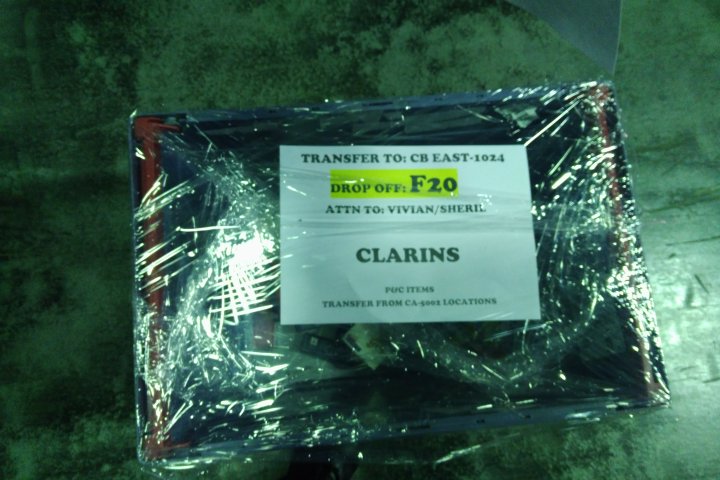 TRANSFER TO: CB EAST-1024
DROP OFF: F20
ATTN TO: VIVIAN/SHERIL
CLARINS
P&C ITEMS
TRANSFER FROM CA-5002 LOCATIONS